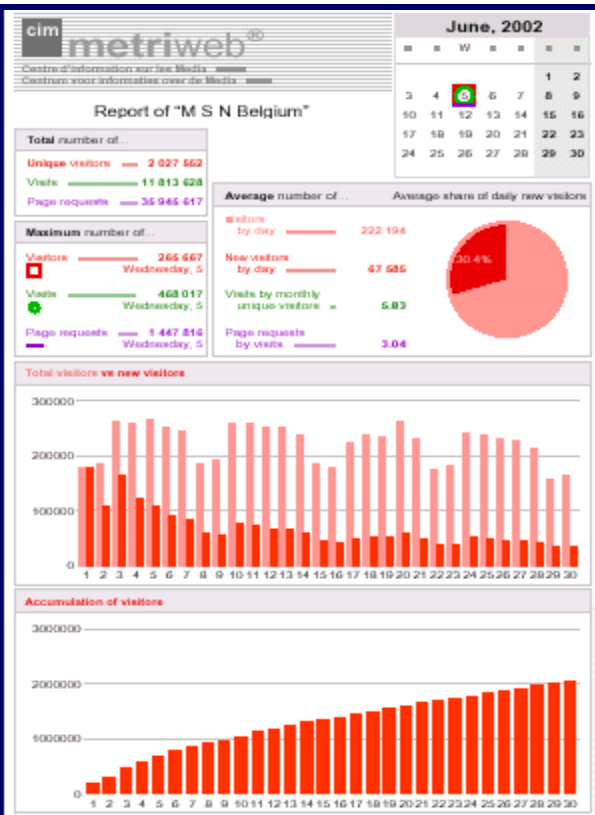 cim
metriweb®
Centre d'information sur les Media
Centrum voor informaties over de Media
Report of "M S N Belgium"
June, 2002
W
1 2
3 4 5 6 7 8 9
10 11 12 13 14 15 16
17 18 19 20 21 22 23
24 25 26 27 28 29 30
Total number of...
Unique visitors 2 027 552
Visits 11 813 628
Page requests 35 945 617
Maximum number of...
Visitors 265 667
Wednesday, 5
Visits 468 017
Wednesday, 5
Page requests 1 447 816
Wednesday, 5
Average number of... Average share of daily new visitors
visitors
by day 222 194
New visitors
by day 67 585
Visits by monthly
unique visitors 5.83
Page requests
by visits 3.04
30.4%
Total visitors vs new visitors
300000
200000
100000
0
1 2 3 4 5 6 7 8 9 10 11 12 13 14 15 16 17 18 19 20 21 22 23 24 25 26 27 28 29 30
Accumulation of visitors
3000000
2000000
1000000
0
1 2 3 4 5 6 7 8 9 10 11 12 13 14 15 16 17 18 19 20 21 22 23 24 25 26 27 28 29 30